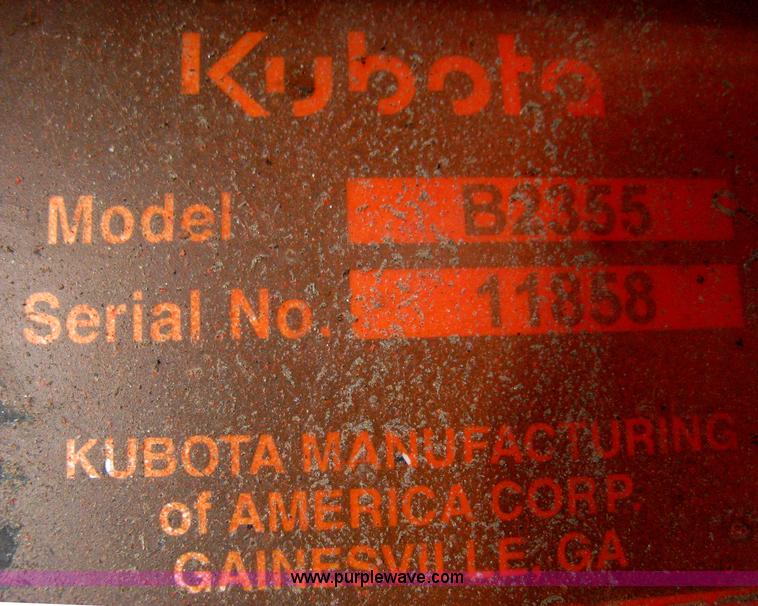 Kubota
Model B2355
Serial No. 11858
KUBOTA MANUFACTURING
of AMERICA CORP.
GAINESVILLE, GA
www.purplewave.com